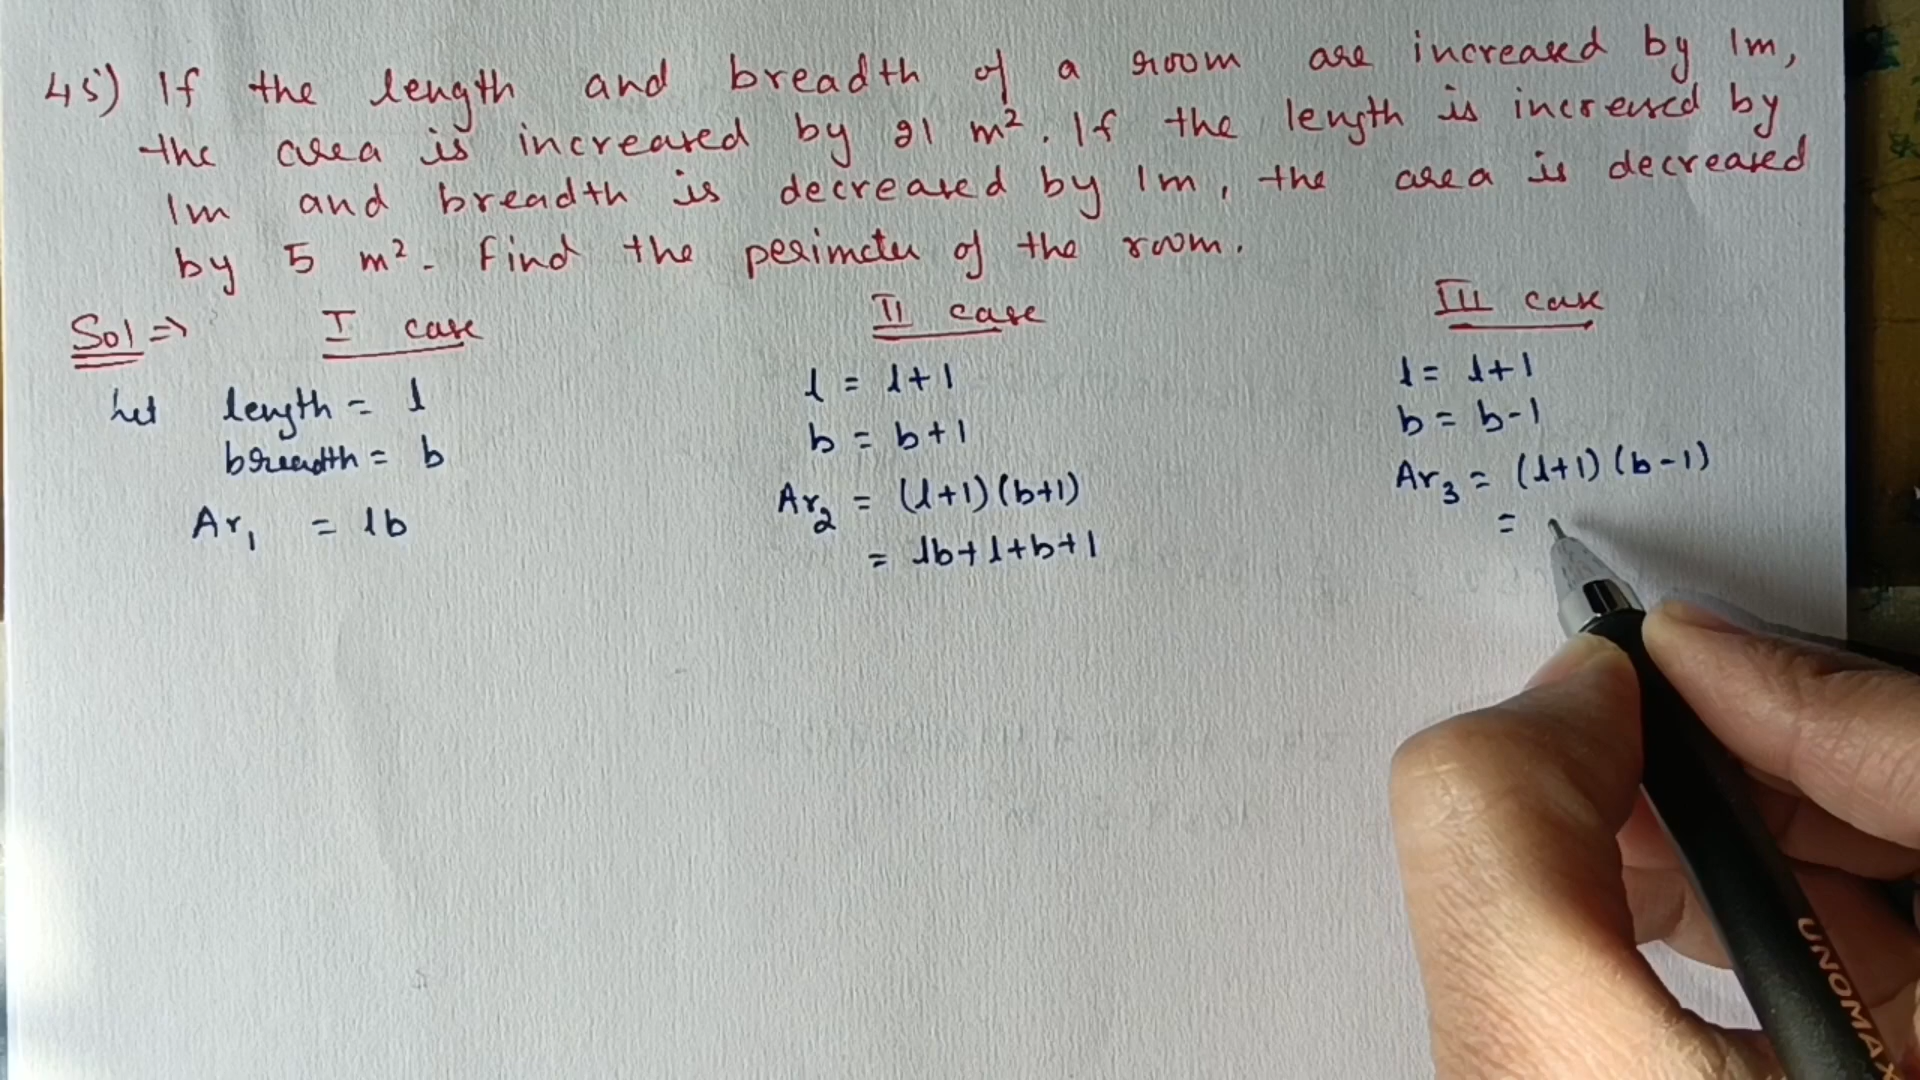 45) If the length and breadth of a room are increased by 1m,
the area is increased by 21 m². If the length is increased by
1m and breadth is decreased by 1m, the area is decreased
by 5 m². Find the perimeter of the room.
Sol ⇒ I case
Let length = l
breadth = b
Ar₁ = lb
II case
l = l+1
b = b+1
Ar₂ = (l+1)(b+1)
= lb+l+b+1
III case
l = l+1
b = b-1
Ar₃ = (l+1)(b-1)
=
UNOMAX